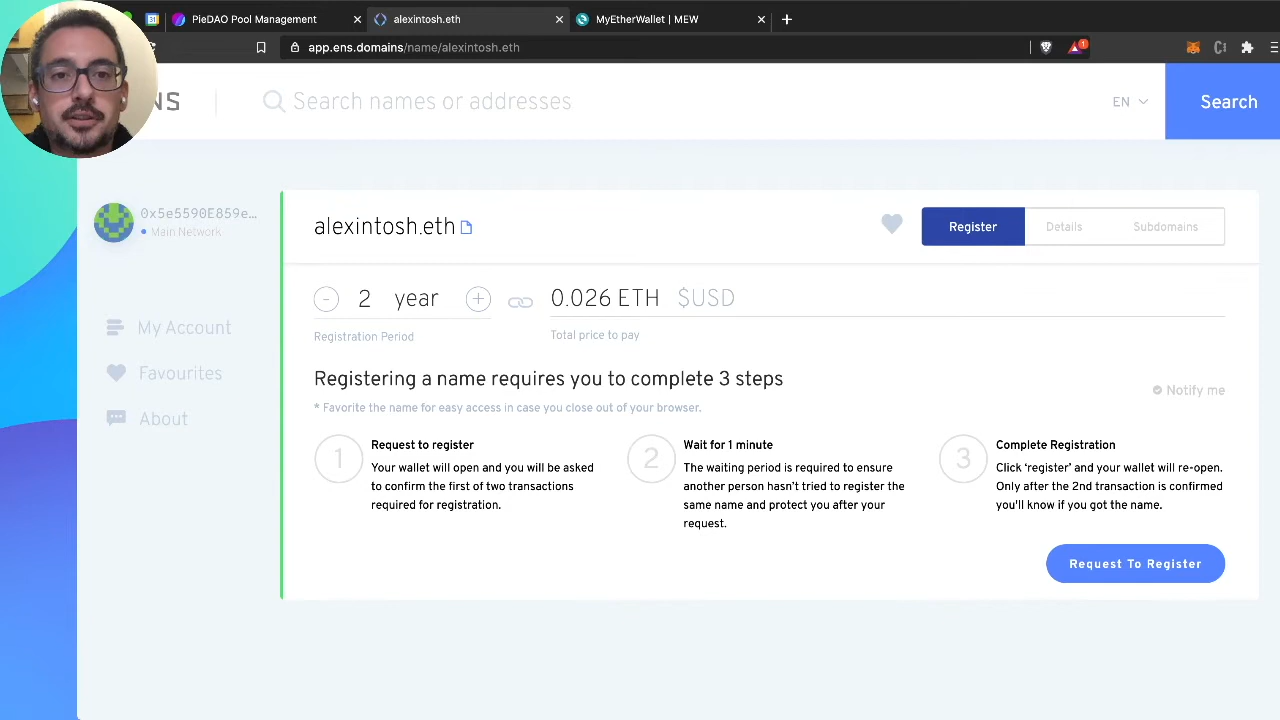 PieDAO Pool Management
alexintosh.eth
MyEtherWallet | MEW
app.ens.domains/name/alexintosh.eth
1
NS
Search names or addresses
EN
Search
0x5e5590E859e...
Main Network
alexintosh.eth
Register
Details
Subdomains
- 2 year +
0.026 ETH $USD
Registration Period
Total price to pay
My Account
Favourites
About
Registering a name requires you to complete 3 steps
Notify me
* Favorite the name for easy access in case you close out of your browser.
1
Request to register
Your wallet will open and you will be asked
to confirm the first of two transactions
required for registration.
2
Wait for 1 minute
The waiting period is required to ensure
another person hasn't tried to register the
same name and protect you after your
request.
3
Complete Registration
Click 'register' and your wallet will re-open.
Only after the 2nd transaction is confirmed
you'll know if you got the name.
Request To Register